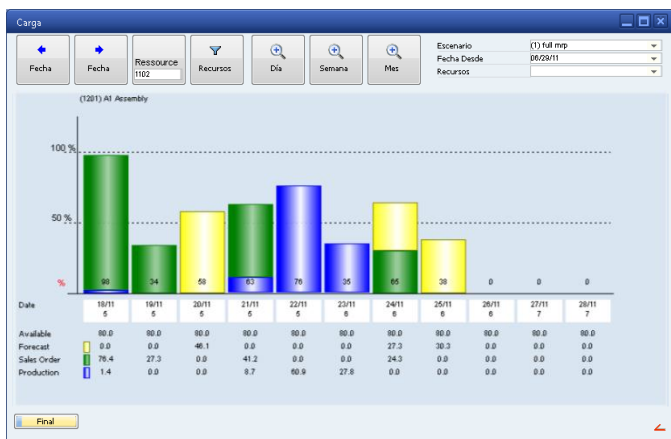 Carga
Fecha Fecha Ressource 1102 Recursos Día Semana Mes
Escenario (1) full mrp
Fecha Desde 06/29/11
Recursos
(1201) A1 Assembly
100 %
50 %
% 98 34 58 63 76 35 65 38 0 0 0
Date 18/11 19/11 20/11 21/11 22/11 23/11 24/11 25/11 26/11 27/11 28/11
5 5 5 5 5 6 6 6 6 7 7
Available 80.0 80.0 80.0 80.0 80.0 80.0 80.0 80.0 80.0 80.0 80.0
Forecast 0.0 0.0 46.1 0.0 0.0 0.0 27.3 30.3 0.0 0.0 0.0
Sales Order 76.4 27.3 0.0 41.2 0.0 0.0 24.3 0.0 0.0 0.0 0.0
Production 1.4 0.0 0.0 8.7 60.9 27.8 0.0 0.0 0.0 0.0 0.0
Final